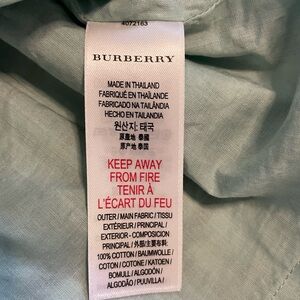 4072163
BURBERRY
MADE IN THAILAND
FABRIQUÉ EN THAÏLANDE
FABRICADO NA TAILÂNDIA
HECHO EN TAILANDIA
원산지: 태국
原產地 泰國
原产地 泰国
KEEP AWAY
FROM FIRE
TENIR À
L'ÉCART DU FEU
OUTER / MAIN FABRIC / TISSU
EXTÉRIEUR / PRINCIPAL /
EXTERIOR - COMPOSICIÓN
PRINCIPAL / 外部/主要布料:
100% COTTON / BAUMWOLLE /
COTON / COTONE / KATOEN /
BOMULL / ALGODÓN /
ALGODÃO / PUUVILLA /